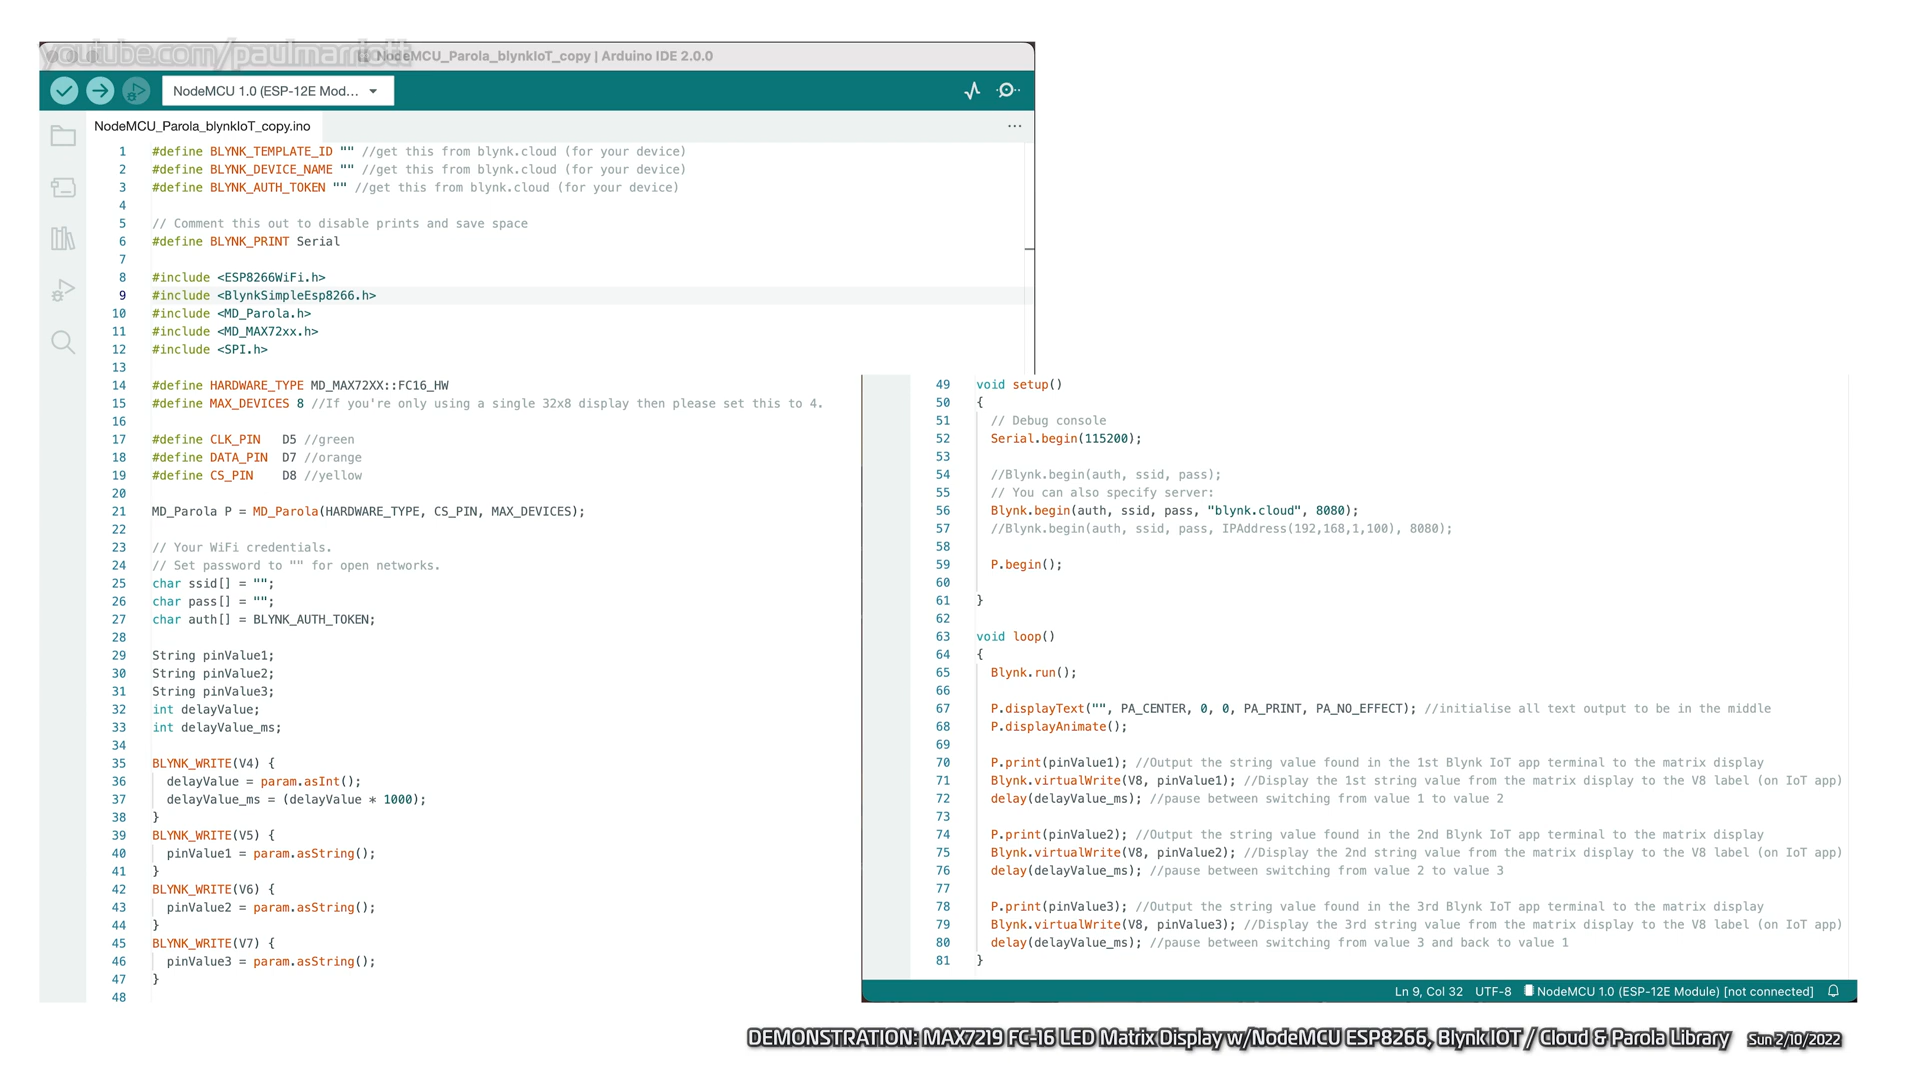 youtube.com/paulmarriott
NodeMCU_Parola_blynkIoT_copy | Arduino IDE 2.0.0
NodeMCU 1.0 (ESP-12E Mod...
NodeMCU_Parola_blynkIoT_copy.ino
...
1 #define BLYNK_TEMPLATE_ID "" //get this from blynk.cloud (for your device)
2 #define BLYNK_DEVICE_NAME "" //get this from blynk.cloud (for your device)
3 #define BLYNK_AUTH_TOKEN "" //get this from blynk.cloud (for your device)
4
5 // Comment this out to disable prints and save space
6 #define BLYNK_PRINT Serial
7
8 #include <ESP8266WiFi.h>
9 #include <BlynkSimpleEsp8266.h>
10 #include <MD_Parola.h>
11 #include <MD_MAX72xx.h>
12 #include <SPI.h>
13
14 #define HARDWARE_TYPE MD_MAX72XX::FC16_HW
15 #define MAX_DEVICES 8 //If you're only using a single 32x8 display then please set this to 4.
16
17 #define CLK_PIN   D5 //green
18 #define DATA_PIN  D7 //orange
19 #define CS_PIN    D8 //yellow
20
21 MD_Parola P = MD_Parola(HARDWARE_TYPE, CS_PIN, MAX_DEVICES);
22
23 // Your WiFi credentials.
24 // Set password to "" for open networks.
25 char ssid[] = "";
26 char pass[] = "";
27 char auth[] = BLYNK_AUTH_TOKEN;
28
29 String pinValue1;
30 String pinValue2;
31 String pinValue3;
32 int delayValue;
33 int delayValue_ms;
34
35 BLYNK_WRITE(V4) {
36   delayValue = param.asInt();
37   delayValue_ms = (delayValue * 1000);
38 }
39 BLYNK_WRITE(V5) {
40   pinValue1 = param.asString();
41 }
42 BLYNK_WRITE(V6) {
43   pinValue2 = param.asString();
44 }
45 BLYNK_WRITE(V7) {
46   pinValue3 = param.asString();
47 }
48
49 void setup()
50 {
51   // Debug console
52   Serial.begin(115200);
53
54   //Blynk.begin(auth, ssid, pass);
55   // You can also specify server:
56   Blynk.begin(auth, ssid, pass, "blynk.cloud", 8080);
57   //Blynk.begin(auth, ssid, pass, IPAddress(192,168,1,100), 8080);
58
59   P.begin();
60
61 }
62
63 void loop()
64 {
65   Blynk.run();
66
67   P.displayText("", PA_CENTER, 0, 0, PA_PRINT, PA_NO_EFFECT); //initialise all text output to be in the middle
68   P.displayAnimate();
69
70   P.print(pinValue1); //Output the string value found in the 1st Blynk IoT app terminal to the matrix display
71   Blynk.virtualWrite(V8, pinValue1); //Display the 1st string value from the matrix display to the V8 label (on IoT app)
72   delay(delayValue_ms); //pause between switching from value 1 to value 2
73
74   P.print(pinValue2); //Output the string value found in the 2nd Blynk IoT app terminal to the matrix display
75   Blynk.virtualWrite(V8, pinValue2); //Display the 2nd string value from the matrix display to the V8 label (on IoT app)
76   delay(delayValue_ms); //pause between switching from value 2 to value 3
77
78   P.print(pinValue3); //Output the string value found in the 3rd Blynk IoT app terminal to the matrix display
79   Blynk.virtualWrite(V8, pinValue3); //Display the 3rd string value from the matrix display to the V8 label (on IoT app)
80   delay(delayValue_ms); //pause between switching from value 3 and back to value 1
81 }
Ln 9, Col 32 UTF-8 NodeMCU 1.0 (ESP-12E Module) [not connected]
DEMONSTRATION: MAX7219 FC-16 LED Matrix Display w/NodeMCU ESP8266, Blynk IOT / Cloud & Parola Library Sun 2/10/2022